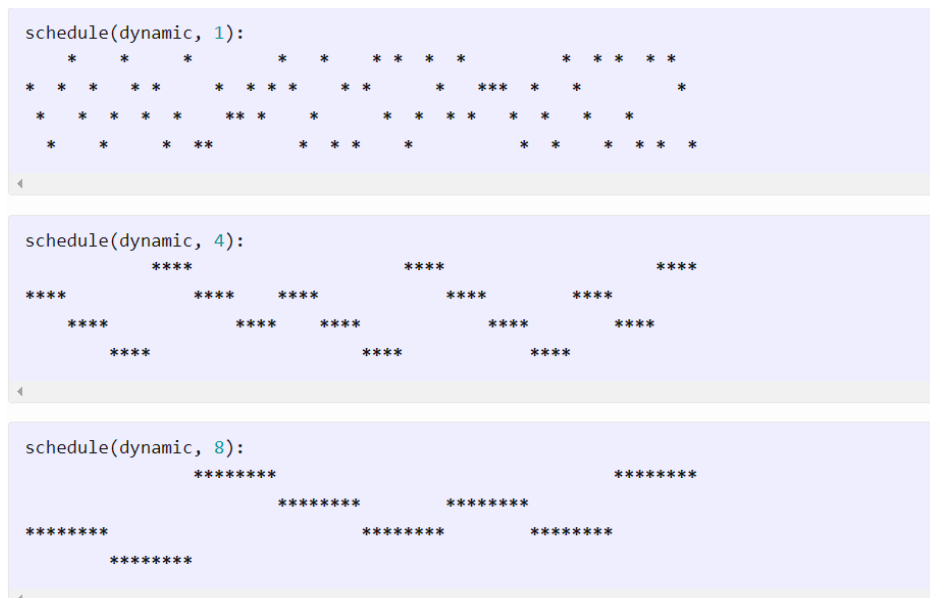 schedule(dynamic, 1):
    *    *     *        *   *    * *  *  *         *  * *  * *
*  *  *   * *     *  * * *    * *      *   ***  *   *         *
 *   *  *  *  *    ** *    *      *  *  * *   *  *   *   *
  *    *     *  **        *  * *    *          *  *    *  * *  *
schedule(dynamic, 4):
            ****                    ****                    ****
****            ****    ****            ****        ****
    ****            ****    ****            ****        ****
        ****                    ****            ****
schedule(dynamic, 8):
                ********                                ********
                        ********        ********
********                        ********        ********
        ********